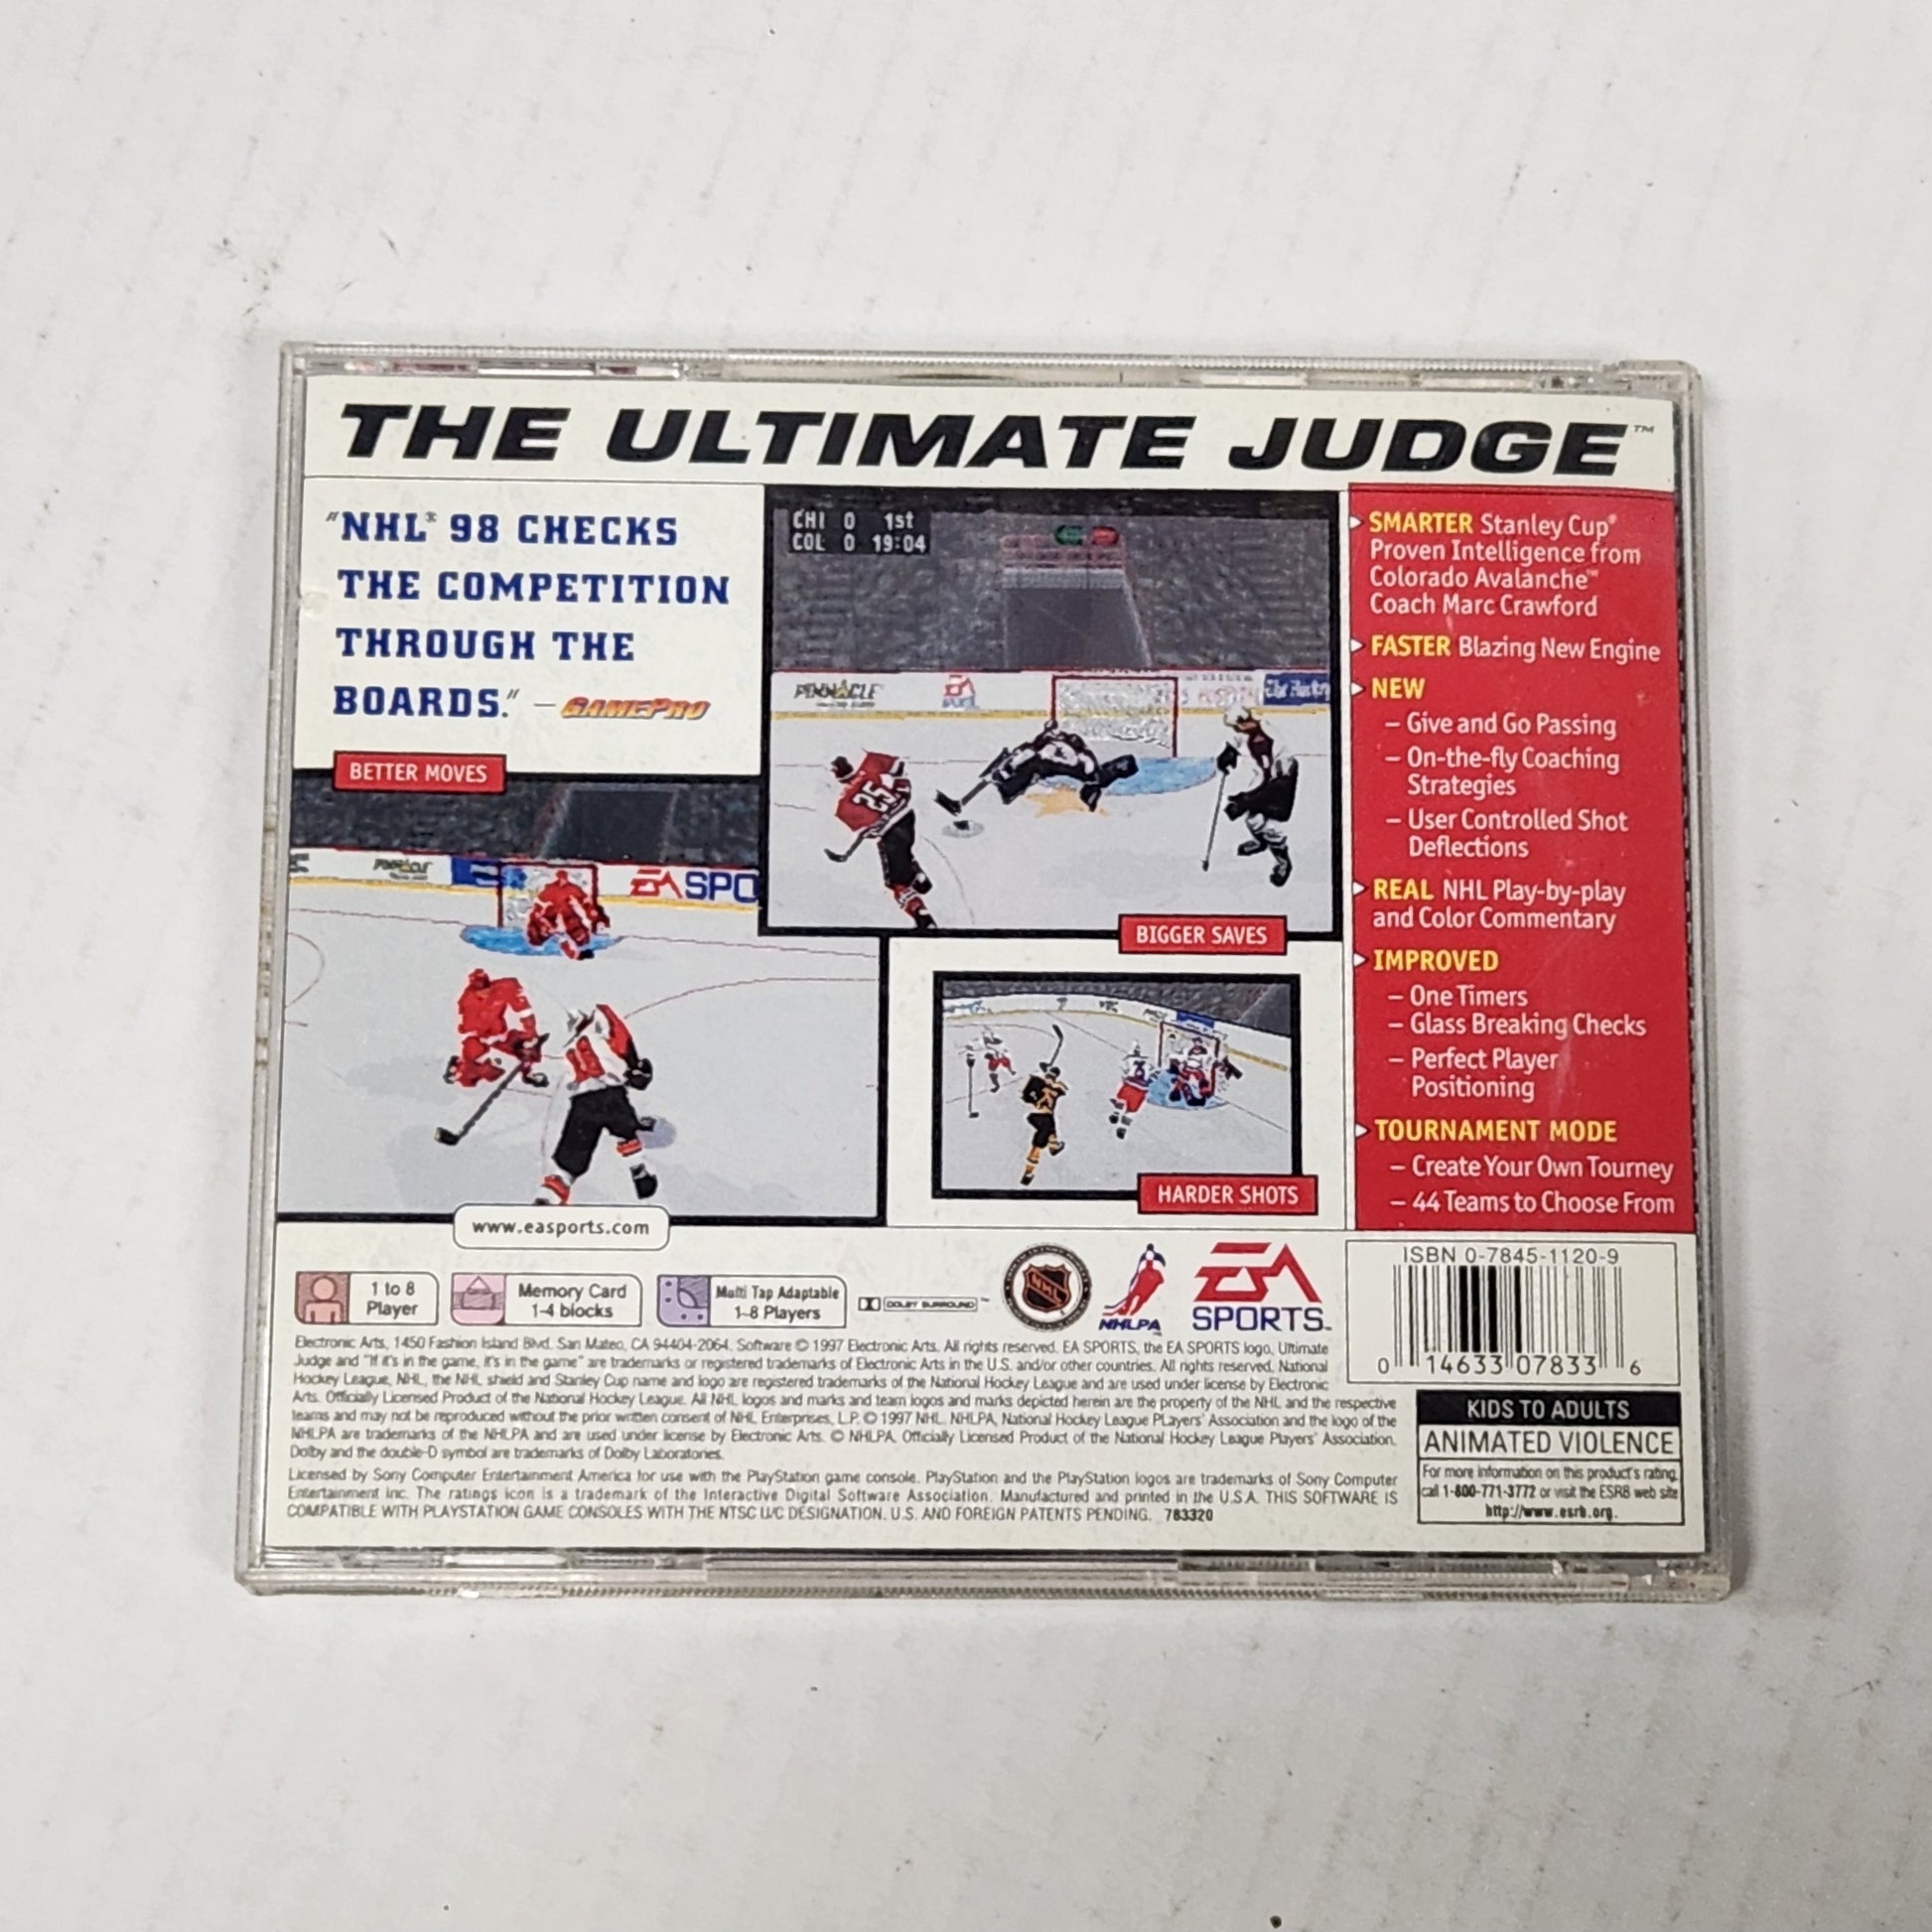 THE ULTIMATE JUDGE™
"NHL® 98 CHECKS
THE COMPETITION
THROUGH THE
BOARDS." – GAMEPRO
BETTER MOVES
EA SPO
CHI 0 1st
COL 0 19:04
PINNACLE
BIGGER SAVES
HARDER SHOTS
SMARTER Stanley Cup®
Proven Intelligence from
Colorado Avalanche™
Coach Marc Crawford
FASTER Blazing New Engine
NEW
– Give and Go Passing
– On-the-fly Coaching
Strategies
– User Controlled Shot
Deflections
REAL NHL Play-by-play
and Color Commentary
IMPROVED
– One Timers
– Glass Breaking Checks
– Perfect Player
Positioning
TOURNAMENT MODE
– Create Your Own Tourney
– 44 Teams to Choose From
www.easports.com
1 to 8
Player
Memory Card
1-4 blocks
Multi Tap Adaptable
1-8 Players
DOLBY SURROUND™
NHL
NHLPA™
EA
SPORTS™
ISBN 0-7845-1120-9
0 14633 07833 6
Electronic Arts, 1450 Fashion Island Blvd. San Mateo, CA 94404-2064. Software © 1997 Electronic Arts. All rights reserved. EA SPORTS, the EA SPORTS logo, Ultimate
Judge and "If it's in the game, it's in the game" are trademarks or registered trademarks of Electronic Arts in the U.S. and/or other countries. All rights reserved. National
Hockey League, NHL, the NHL shield and Stanley Cup name and logo are registered trademarks of the National Hockey League and are used under license by Electronic
Arts. Officially Licensed Product of the National Hockey League. All NHL logos and marks and team logos and marks depicted herein are the property of the NHL and the respective
teams and may not be reproduced without the prior written consent of NHL Enterprises, L.P. © 1997 NHL. NHLPA, National Hockey League PLayers' Association and the logo of the
NHLPA are trademarks of the NHLPA and are used under license by Electronic Arts. © NHLPA. Officially Licensed Product of the National Hockey League Players' Association.
Dolby and the double-D symbol are trademarks of Dolby Laboratories.
Licensed by Sony Computer Entertainment America for use with the PlayStation game console. PlayStation and the PlayStation logos are trademarks of Sony Computer
Entertainment Inc. The ratings icon is a trademark of the Interactive Digital Software Association. Manufactured and printed in the U.S.A. THIS SOFTWARE IS
COMPATIBLE WITH PLAYSTATION GAME CONSOLES WITH THE NTSC U/C DESIGNATION. U.S. AND FOREIGN PATENTS PENDING. 783320
KIDS TO ADULTS
ANIMATED VIOLENCE
For more information on this product's rating,
call 1-800-771-3772 or visit the ESRB web site
http://www.esrb.org.